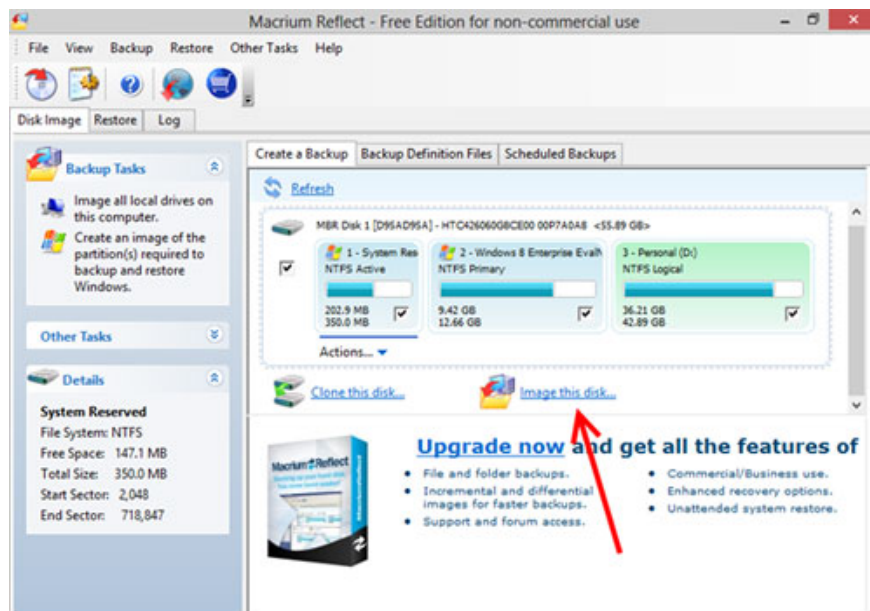 Macrium Reflect - Free Edition for non-commercial use
File View Backup Restore Other Tasks Help
Disk Image Restore Log
Backup Tasks
Image all local drives on
this computer.
Create an image of the
partition(s) required to
backup and restore
Windows.
Other Tasks
Details
System Reserved
File System: NTFS
Free Space: 147.1 MB
Total Size: 350.0 MB
Start Sector: 2,048
End Sector: 718,847
Create a Backup Backup Definition Files Scheduled Backups
Refresh
MBR Disk 1 [D95AD95A] - HTC426060G8CE00 00P7A0A8 <55.89 GB>
1 - System Res
NTFS Active
202.9 MB
350.0 MB
2 - Windows 8 Enterprise Evalh
NTFS Primary
9.42 GB
12.66 GB
3 - Personal (D:)
NTFS Logical
36.21 GB
42.89 GB
Actions...
Clone this disk...
Image this disk...
Macrium Reflect
Upgrade now and get all the features of
• File and folder backups.
• Incremental and differential
images for faster backups.
• Support and forum access.
• Commercial/Business use.
• Enhanced recovery options.
• Unattended system restore.